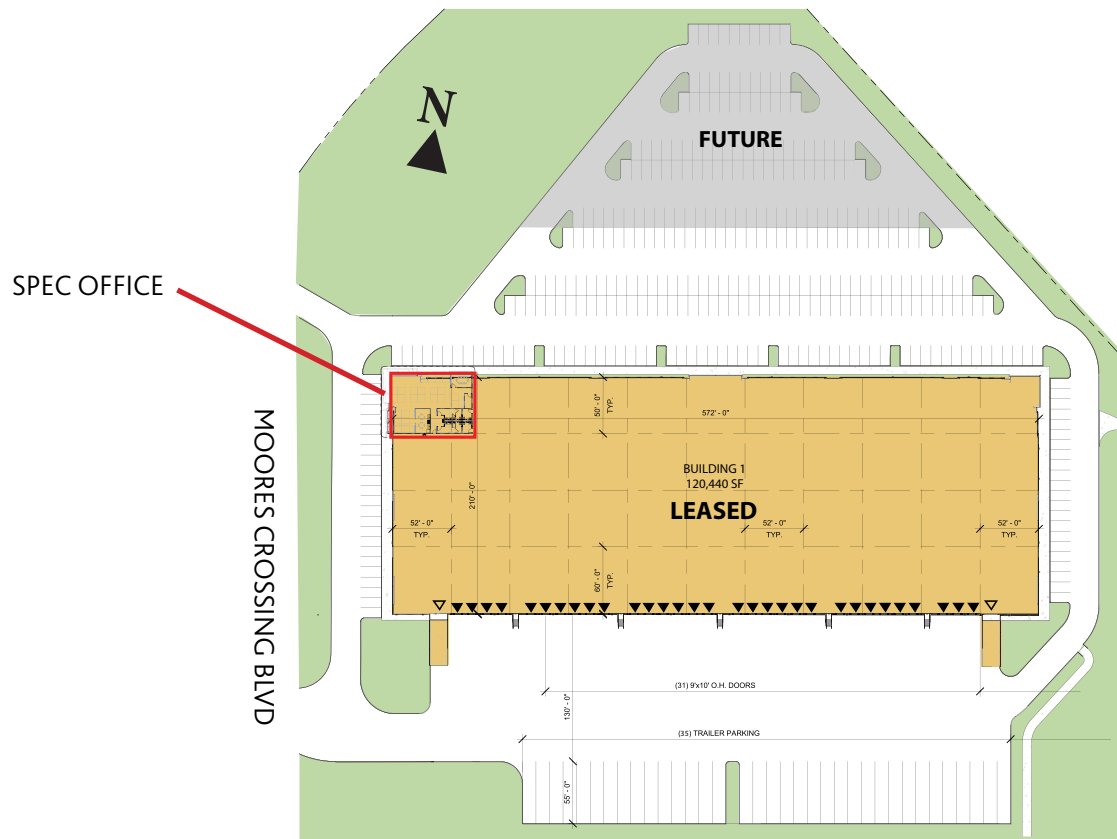 N
FUTURE
SPEC OFFICE
MOORES CROSSING BLVD
50' - 0"
TYP.
572' - 0"
210' - 0"
BUILDING 1
120,440 SF
LEASED
52' - 0"
TYP.
52' - 0"
TYP.
52' - 0"
TYP.
60' - 0"
TYP.
(31) 9'x10' O.H. DOORS
130' - 0"
(35) TRAILER PARKING
55' - 0"